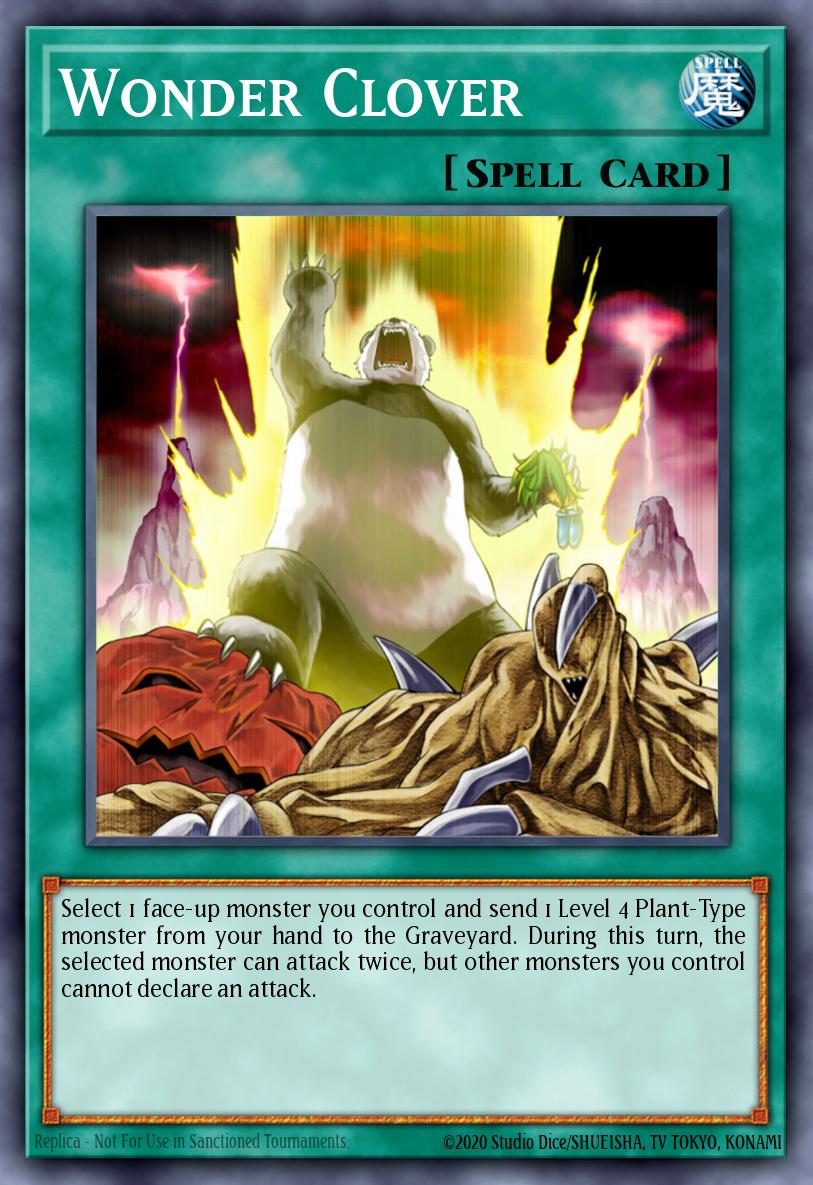 Wonder Clover
SPELL
魔
[ Spell Card ]
Select 1 face-up monster you control and send 1 Level 4 Plant-Type
monster from your hand to the Graveyard. During this turn, the
selected monster can attack twice, but other monsters you control
cannot declare an attack.
Replica - Not For Use in Sanctioned Tournaments.
©2020 Studio Dice/SHUEISHA, TV TOKYO, KONAMI